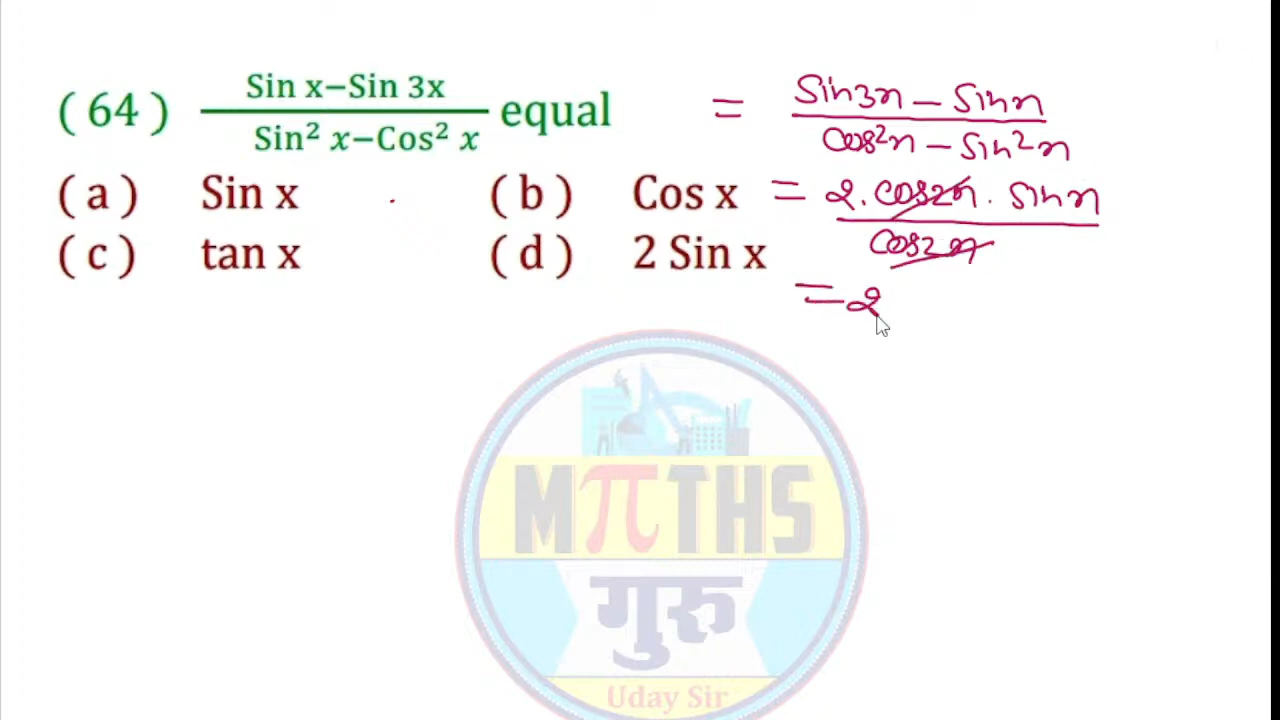 ( 64 ) Sin x−Sin 3x / Sin² x−Cos² x equal
( a ) Sin x ( b ) Cos x
( c ) tan x ( d ) 2 Sin x
= Sin3x − Sinx / Cos²x − Sin²x
= 2. Cos2x. Sinx / Cos2x
= 2
MπTHS
गुरु
Uday Sir